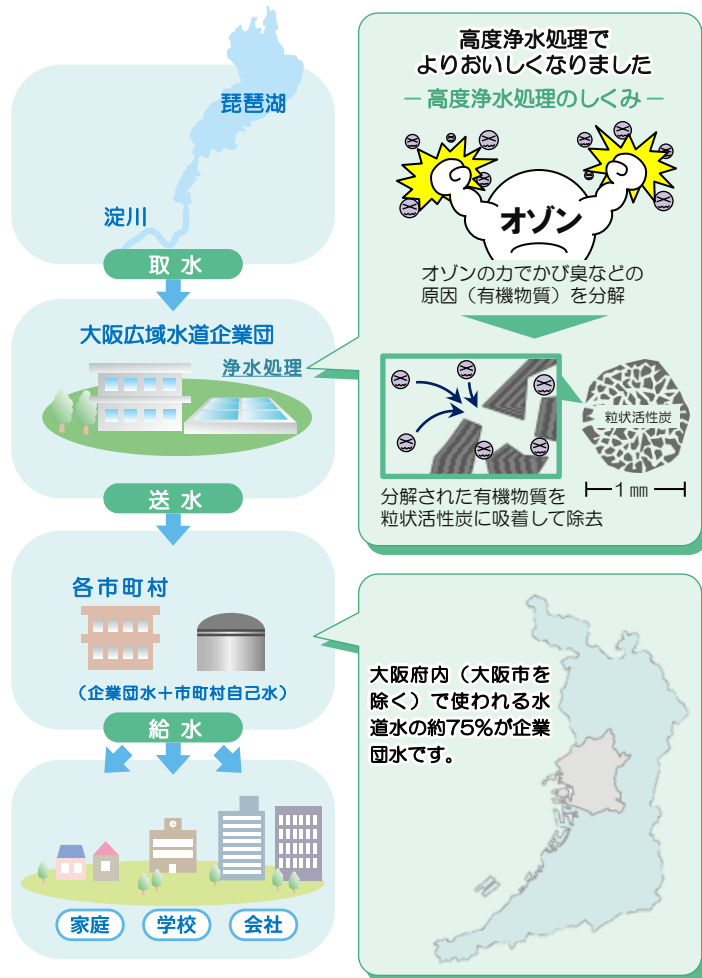 琵琶湖
淀川
取水
大阪広域水道企業団
浄水処理
送水
各市町村
（企業団水＋市町村自己水）
給水
家庭
学校
会社
高度浄水処理で
よりおいしくなりました
－高度浄水処理のしくみ－
オゾン
オゾンの力でかび臭などの
原因（有機物質）を分解
粒状活性炭
1㎜
分解された有機物質を
粒状活性炭に吸着して除去
大阪府内（大阪市を
除く）で使われる水
道水の約75%が企業
団水です。